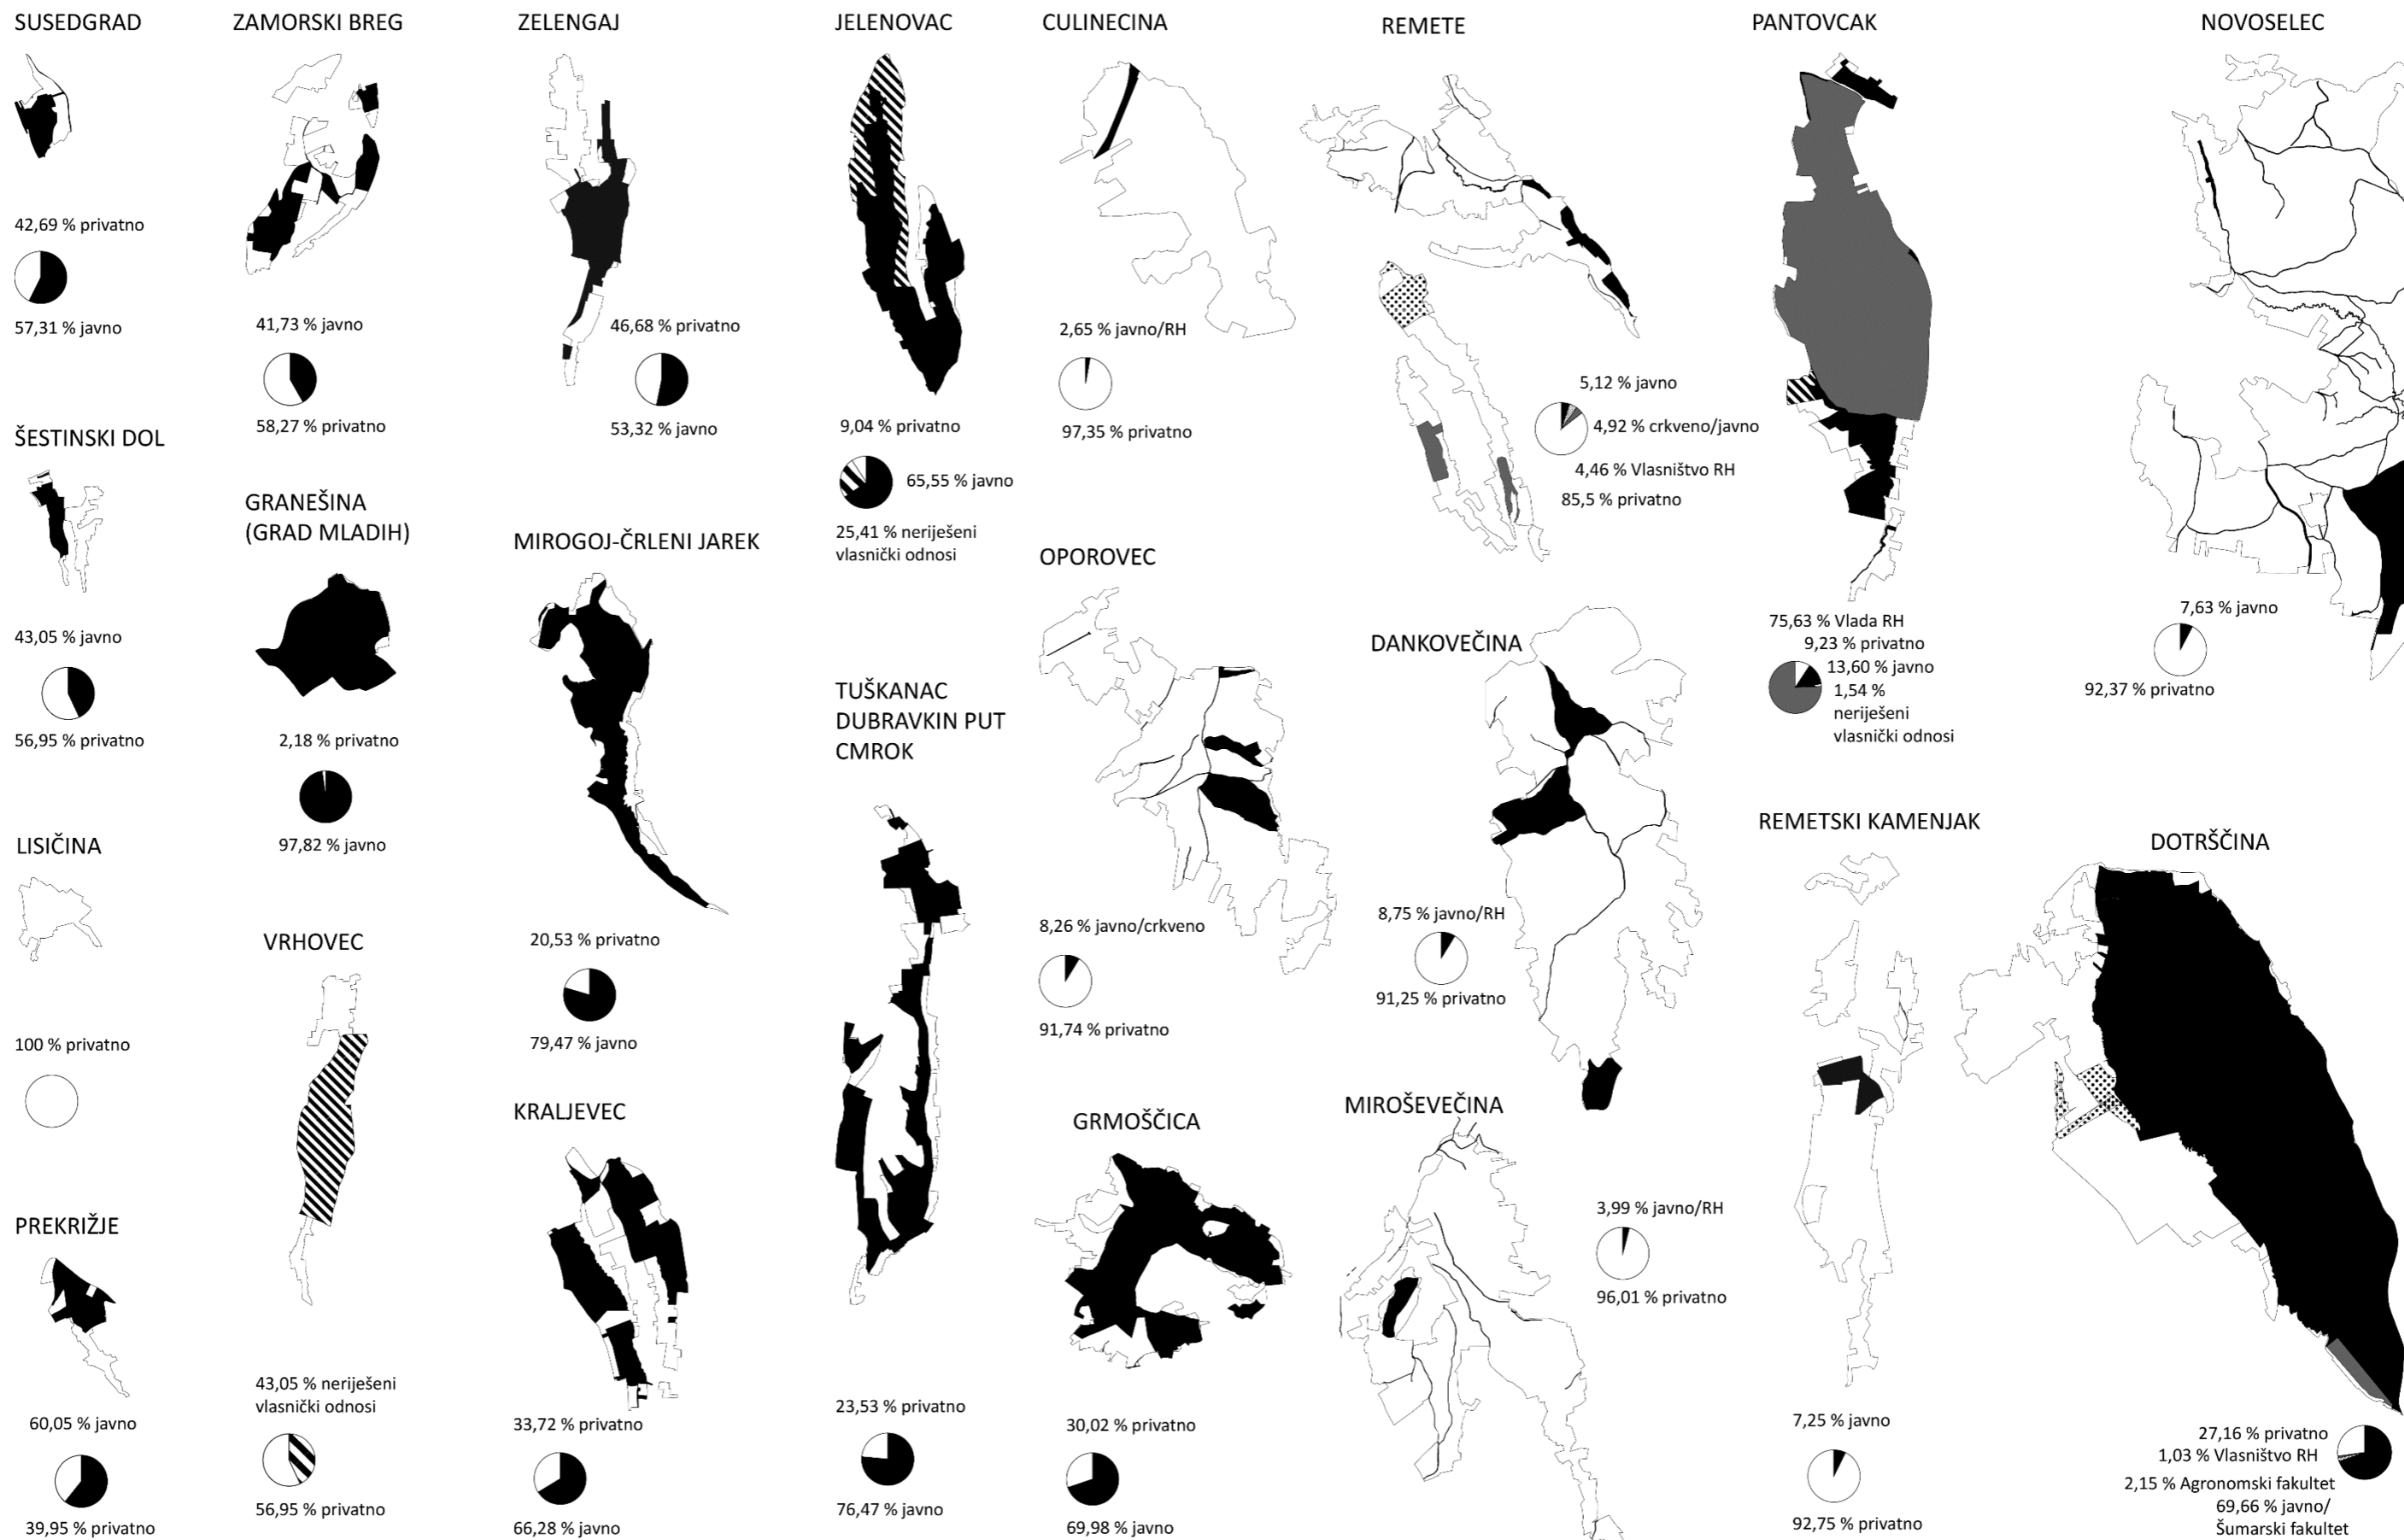 SUSEDGRAD
42,69 % privatno
57,31 % javno
ŠESTINSKI DOL
43,05 % javno
56,95 % privatno
LISIČINA
100 % privatno
PREKRIŽJE
60,05 % javno
39,95 % privatno
ZAMORSKI BREG
41,73 % javno
58,27 % privatno
GRANEŠINA
(GRAD MLADIH)
2,18 % privatno
97,82 % javno
VRHOVEC
43,05 % neriješeni
vlasnički odnosi
56,95 % privatno
ZELENGAJ
46,68 % privatno
53,32 % javno
MIROGOJ-ČRLENI JAREK
20,53 % privatno
79,47 % javno
KRALJEVEC
33,72 % privatno
66,28 % javno
JELENOVAC
9,04 % privatno
65,55 % javno
25,41 % neriješeni
vlasnički odnosi
TUŠKANAC
DUBRAVKIN PUT
CMROK
23,53 % privatno
76,47 % javno
CULINECINA
2,65 % javno/RH
97,35 % privatno
OPOROVEC
8,26 % javno/crkveno
91,74 % privatno
GRMOŠČICA
30,02 % privatno
69,98 % javno
REMETE
5,12 % javno
4,92 % crkveno/javno
4,46 % Vlasništvo RH
85,5 % privatno
DANKOVEČINA
8,75 % javno/RH
91,25 % privatno
MIROŠEVEČINA
3,99 % javno/RH
96,01 % privatno
PANTOVCAK
75,63 % Vlada RH
9,23 % privatno
13,60 % javno
1,54 %
neriješeni
vlasnički odnosi
REMETSKI KAMENJAK
7,25 % javno
92,75 % privatno
NOVOSELEC
7,63 % javno
92,37 % privatno
DOTRŠČINA
27,16 % privatno
1,03 % Vlasništvo RH
2,15 % Agronomski fakultet
69,66 % javno/
Šumarski fakultet